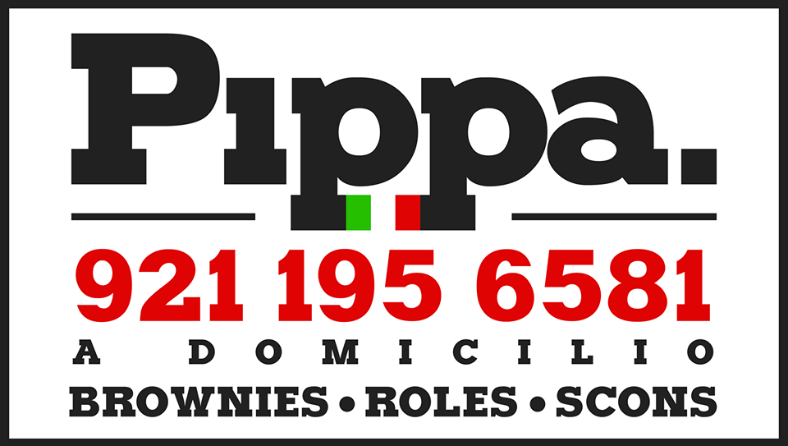 Pippa.
921 195 6581
A DOMICILIO
BROWNIES • ROLES • SCONS